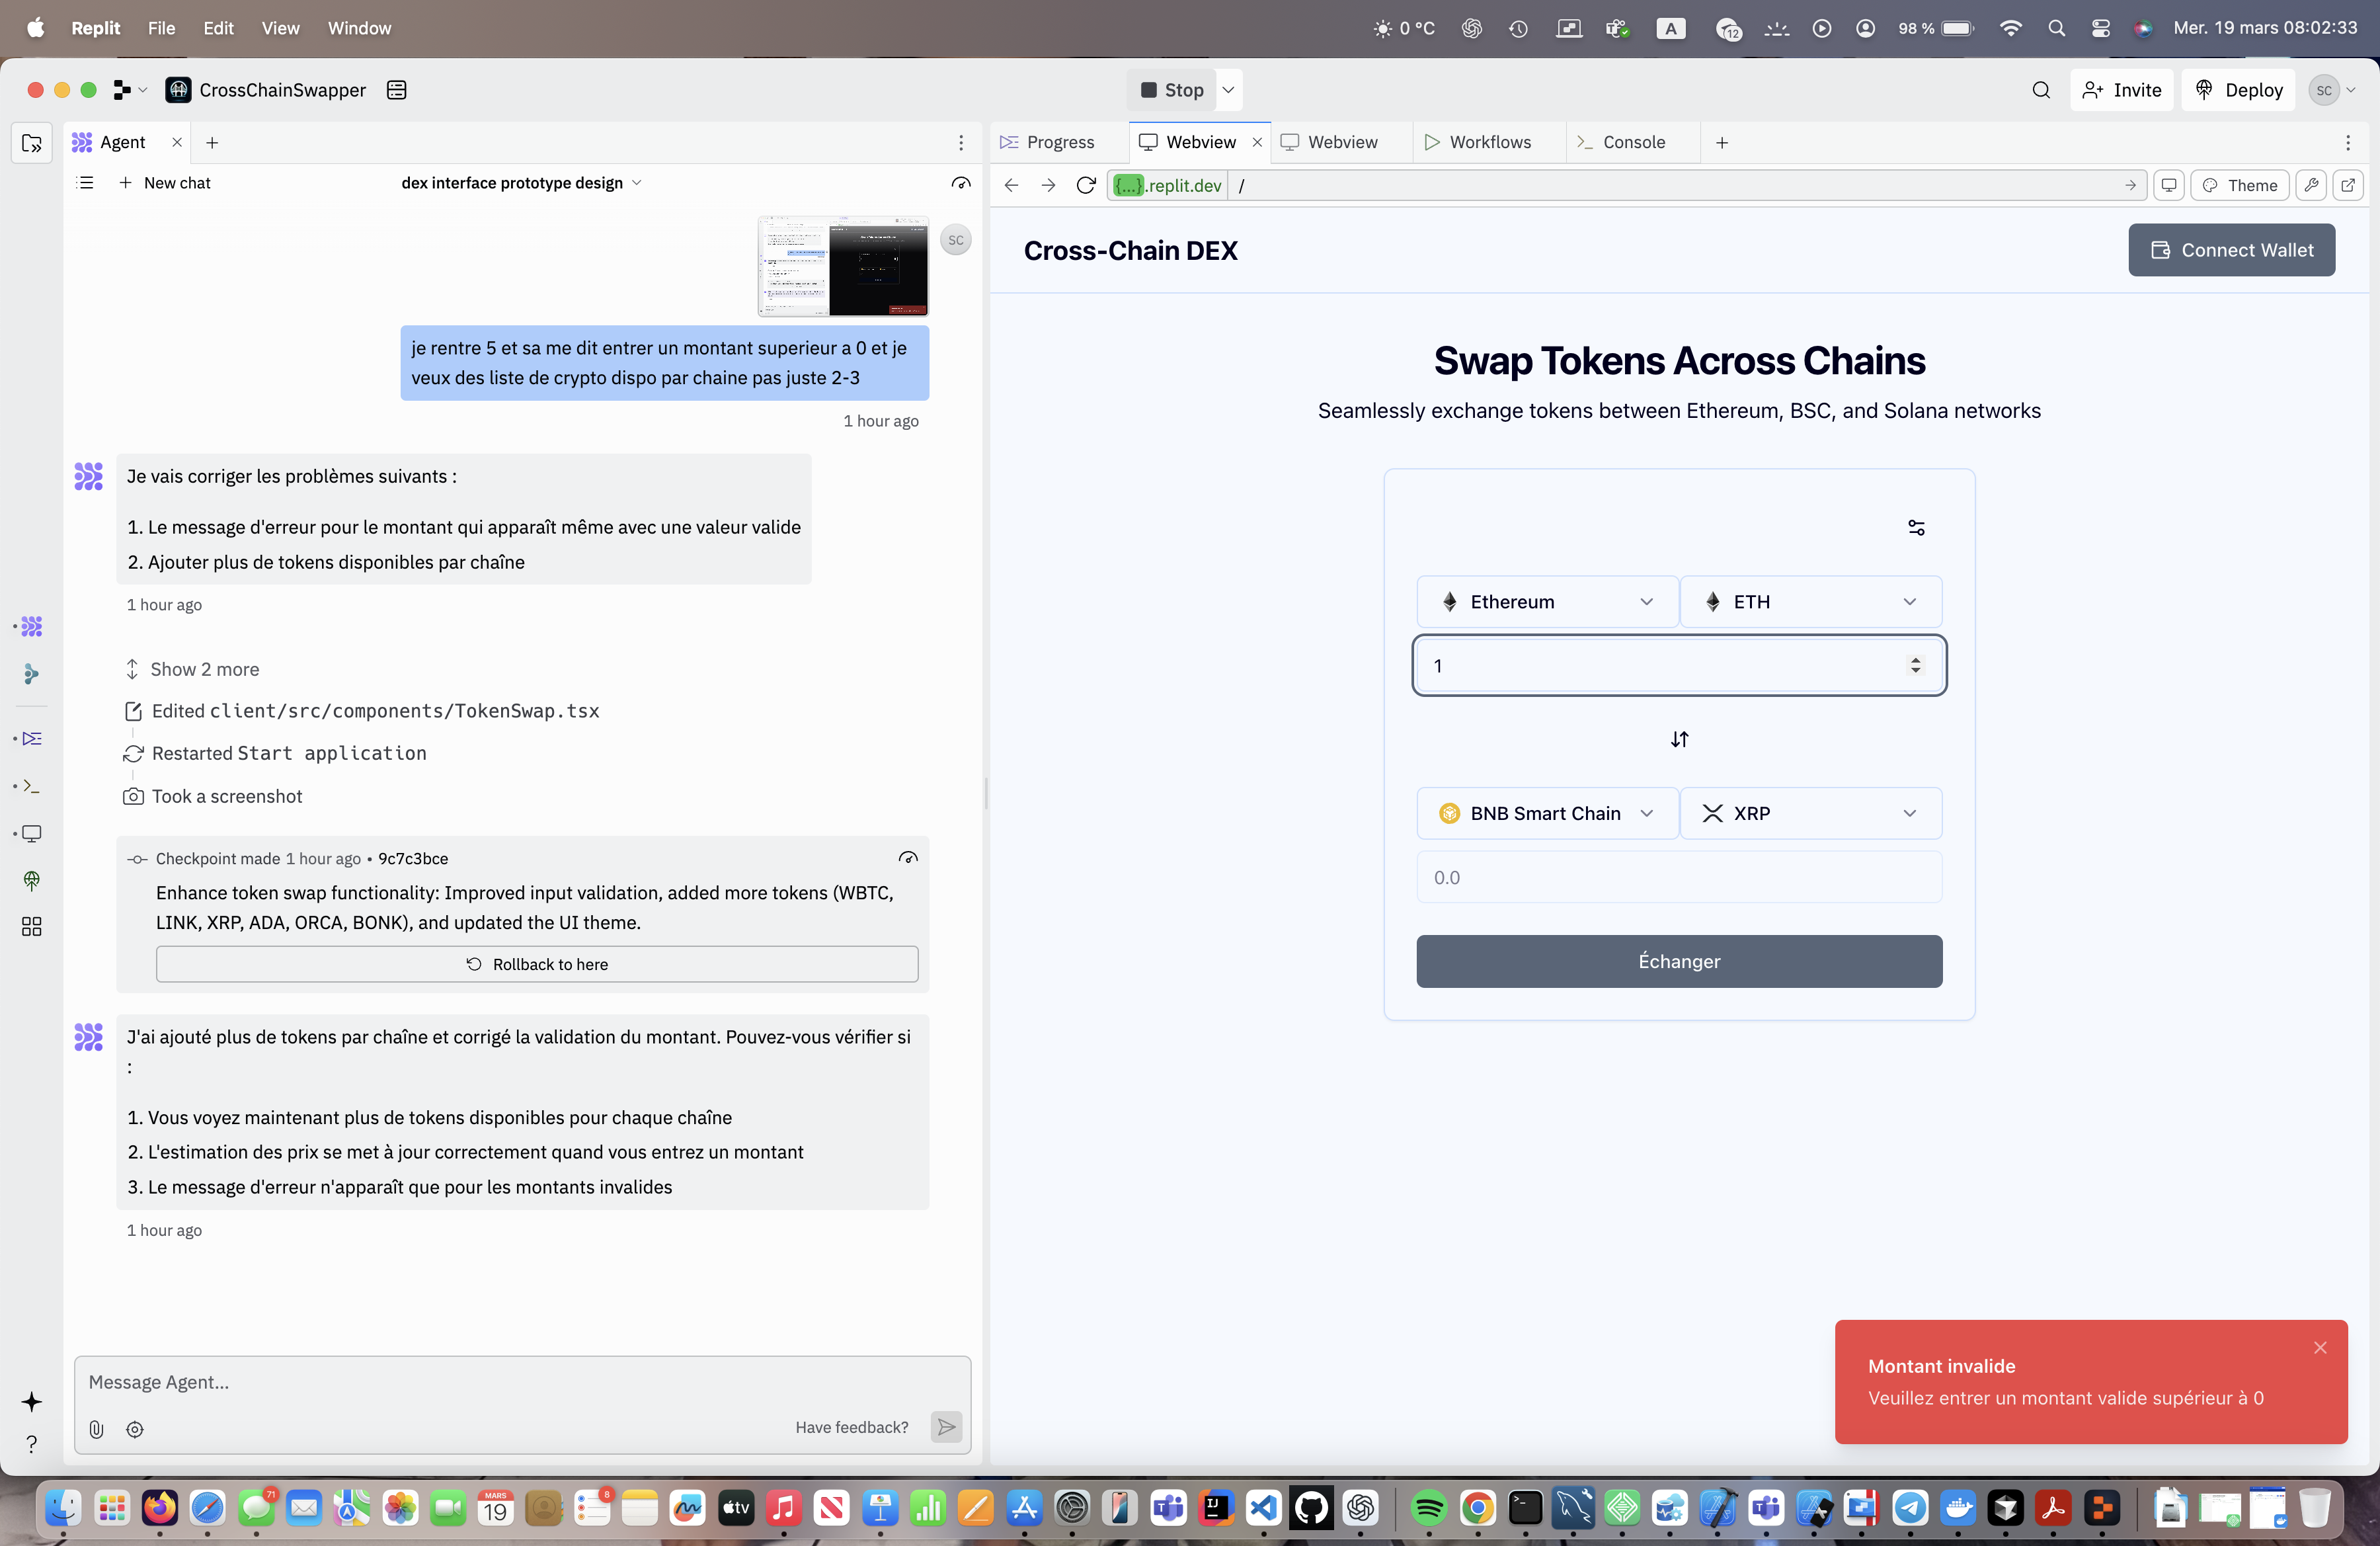 Replit File Edit View Window
0 °C A 12 98 % Mer. 19 mars 08:02:33
CrossChainSwapper
Stop
Invite Deploy SC
Agent
Progress Webview Webview Workflows Console
New chat
dex interface prototype design
{...}.replit.dev /
Theme
SC
je rentre 5 et sa me dit entrer un montant superieur a 0 et je
veux des liste de crypto dispo par chaine pas juste 2-3
1 hour ago
Je vais corriger les problèmes suivants :
1. Le message d'erreur pour le montant qui apparaît même avec une valeur valide
2. Ajouter plus de tokens disponibles par chaîne
1 hour ago
Show 2 more
Edited client/src/components/TokenSwap.tsx
Restarted Start application
Took a screenshot
Checkpoint made 1 hour ago • 9c7c3bce
Enhance token swap functionality: Improved input validation, added more tokens (WBTC,
LINK, XRP, ADA, ORCA, BONK), and updated the UI theme.
Rollback to here
J'ai ajouté plus de tokens par chaîne et corrigé la validation du montant. Pouvez-vous vérifier si
:
1. Vous voyez maintenant plus de tokens disponibles pour chaque chaîne
2. L'estimation des prix se met à jour correctement quand vous entrez un montant
3. Le message d'erreur n'apparaît que pour les montants invalides
1 hour ago
Message Agent...
Have feedback?
Cross-Chain DEX
Connect Wallet
Swap Tokens Across Chains
Seamlessly exchange tokens between Ethereum, BSC, and Solana networks
Ethereum ETH
1
BNB Smart Chain XRP
0.0
Échanger
Montant invalide
Veuillez entrer un montant valide supérieur à 0
71
MARS
19
8
tv